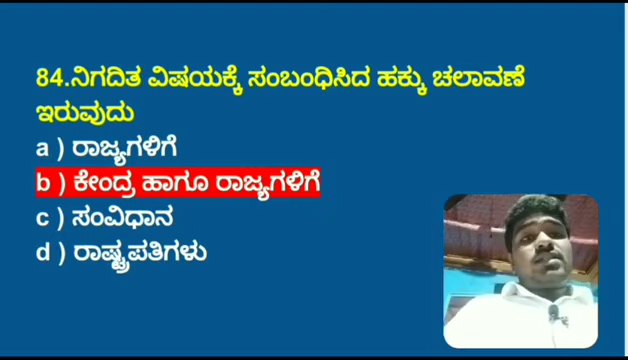 84.ನಿಗದಿತ ವಿಷಯಕ್ಕೆ ಸಂಬಂಧಿಸಿದ ಹಕ್ಕು ಚಲಾವಣೆ
ಇರುವುದು
a ) ರಾಜ್ಯಗಳಿಗೆ
b ) ಕೇಂದ್ರ ಹಾಗೂ ರಾಜ್ಯಗಳಿಗೆ
c ) ಸಂವಿಧಾನ
d ) ರಾಷ್ಟ್ರಪತಿಗಳು